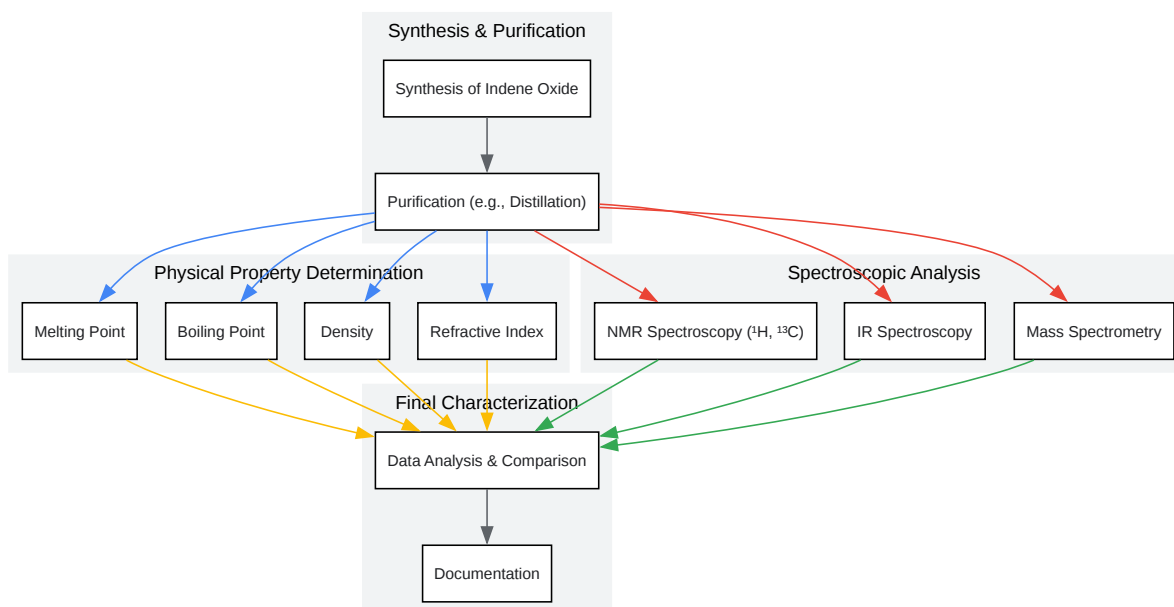 Synthesis & Purification
Synthesis of Indene Oxide
Purification (e.g., Distillation)
Physical Property Determination
Spectroscopic Analysis
Melting Point
Boiling Point
Density
Refractive Index
NMR Spectroscopy (¹H, ¹³C)
IR Spectroscopy
Mass Spectrometry
Final Characterization
Data Analysis & Comparison
Documentation